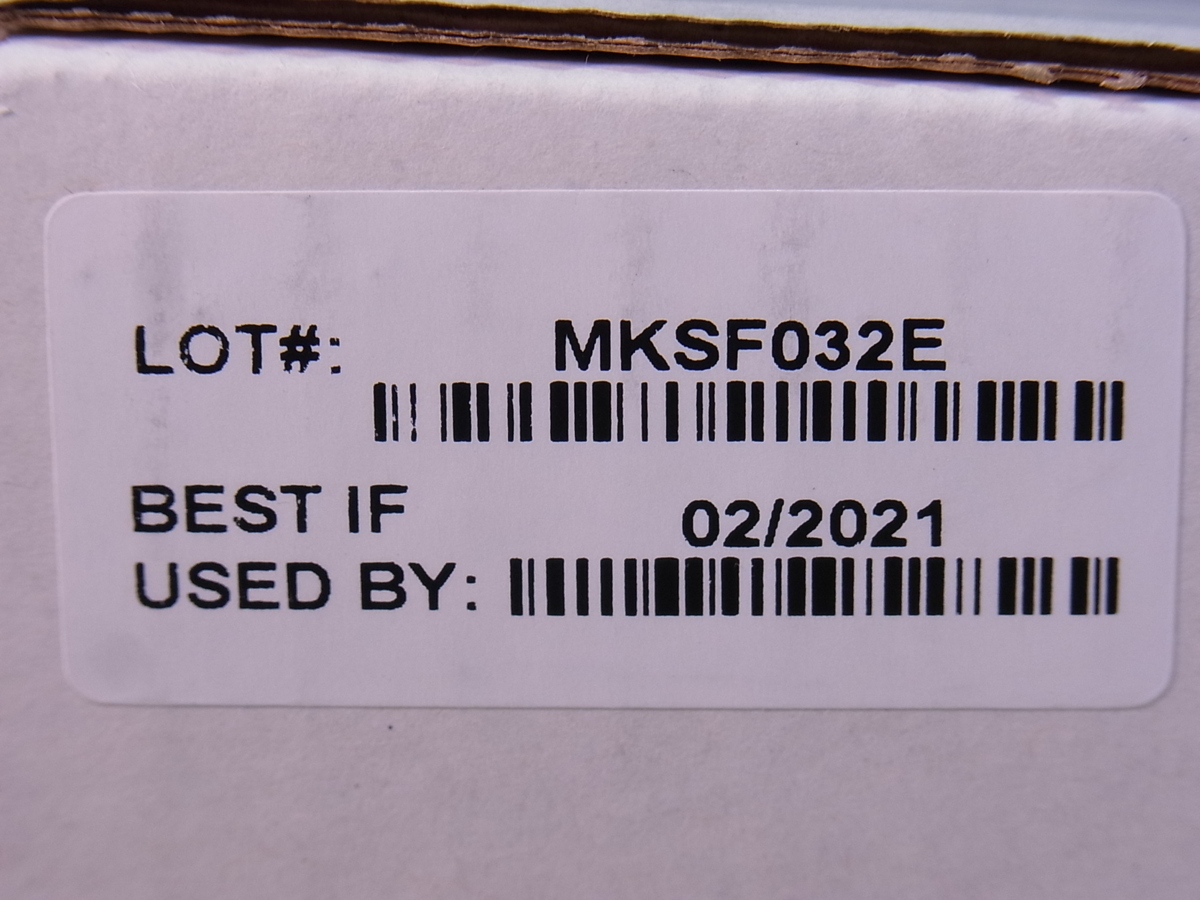 LOT#: MKSF032E
BEST IF 02/2021
USED BY: